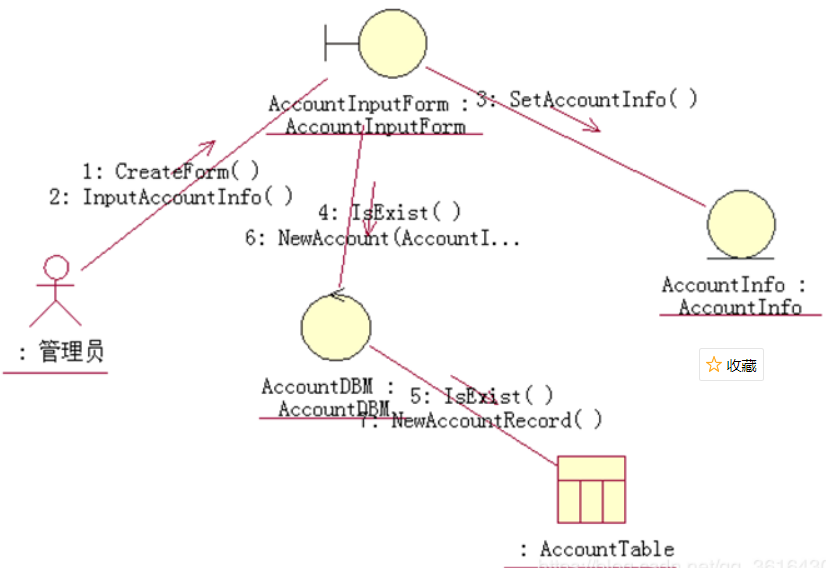 AccountInputForm :
AccountInputForm
3: SetAccountInfo( )
1: CreateForm( )
2: InputAccountInfo( )
4: IsExist( )
6: NewAccount(AccountI...
AccountInfo :
AccountInfo
: 管理员
收藏
AccountDBM :
AccountDBM
5: IsExist( )
7: NewAccountRecord( )
: AccountTable